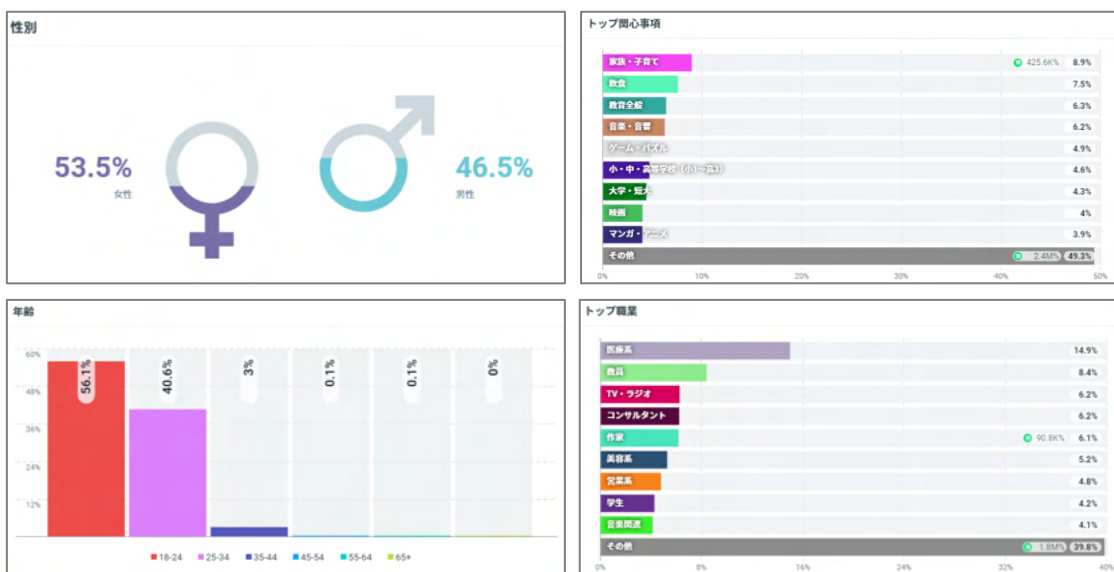 性別
53.5%
女性
46.5%
男性
トップ関心事項
家族・子育て 425.6K% 8.9%
飲食 7.5%
教育全般 6.3%
音楽・音響 6.2%
ゲーム・パズル 4.9%
小・中・高等学校(小1〜高3) 4.6%
大学・短大 4.3%
映画 4%
マンガ・アニメ 3.9%
その他 2.4M% 49.3%
0% 10% 20% 30% 40% 50%
年齢
60%
48%
36%
24%
12%
56.1% 40.6% 3% 0.1% 0.1% 0%
18-24 25-34 35-44 45-54 55-64 65+
トップ職業
医療系 14.9%
教員 8.4%
TV・ラジオ 6.2%
コンサルタント 6.2%
作家 90.8K% 6.1%
美容系 5.2%
営業系 4.8%
学生 4.2%
音楽関連 4.1%
その他 1.8M% 39.8%
0% 8% 16% 24% 32% 40%